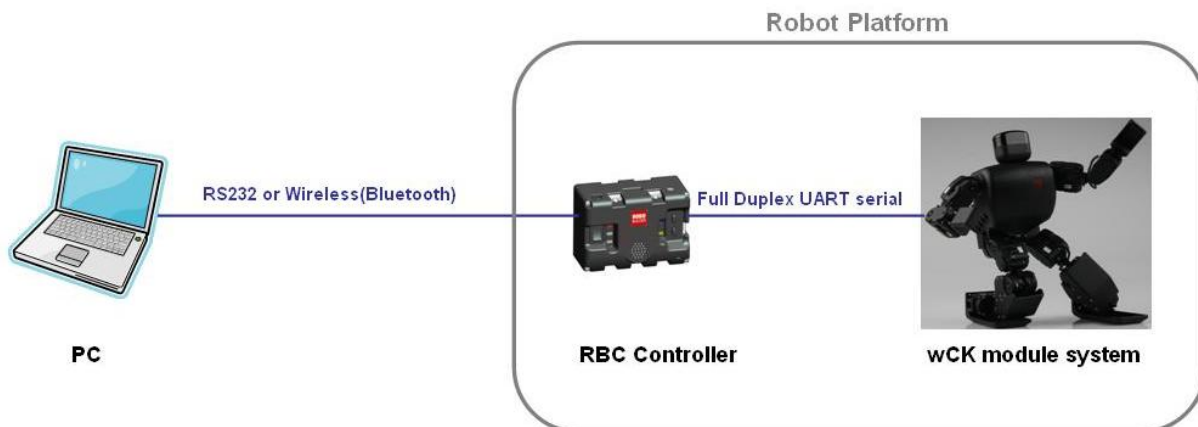 Robot Platform
RS232 or Wireless(Bluetooth)
Full Duplex UART serial
PC
RBC Controller
wCK module system